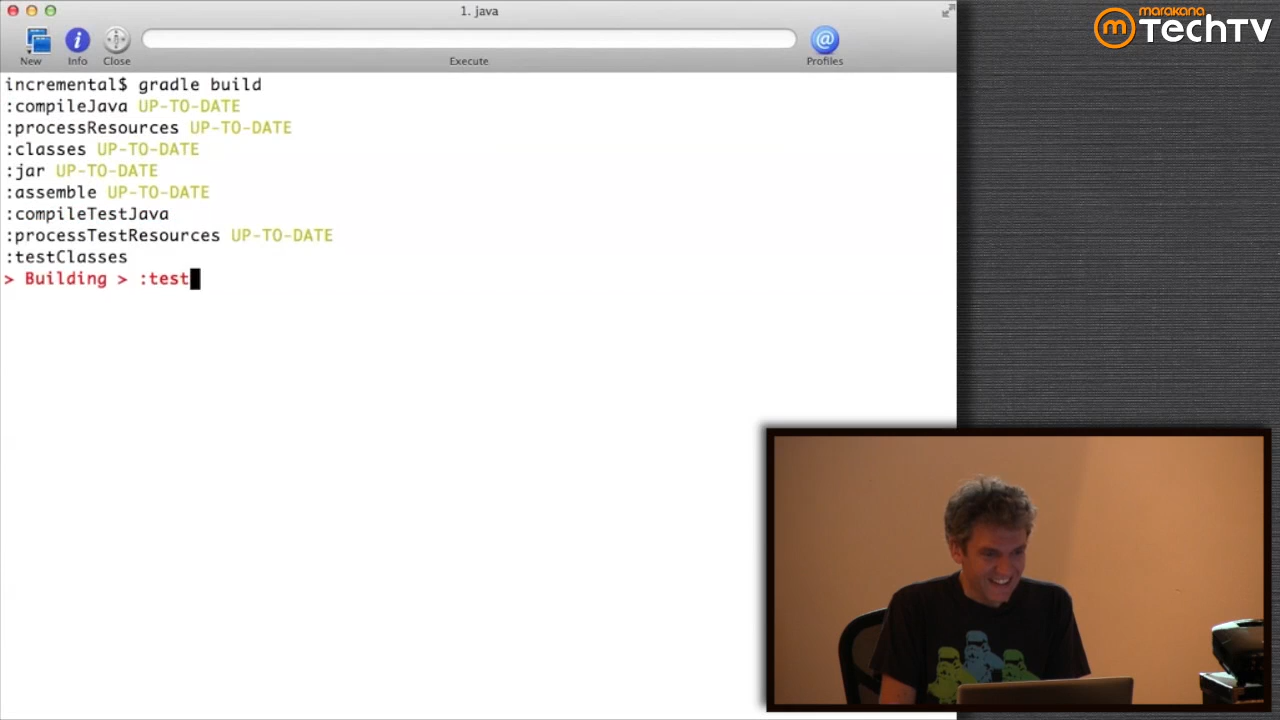 1. java
marakana
TechTV
New
Info
Close
Execute
Profiles
incremental$ gradle build
:compileJava UP-TO-DATE
:processResources UP-TO-DATE
:classes UP-TO-DATE
:jar UP-TO-DATE
:assemble UP-TO-DATE
:compileTestJava
:processTestResources UP-TO-DATE
:testClasses
> Building > :test